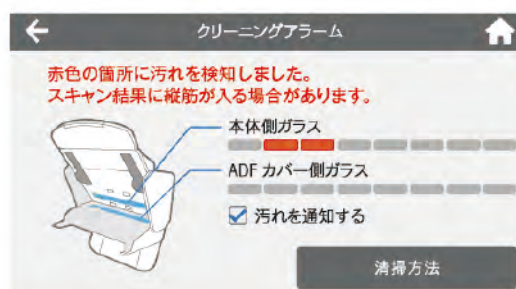 クリーニングアラーム
赤色の箇所に汚れを検知しました。
スキャン結果に縦筋が入る場合があります。
本体側ガラス
ADF カバー側ガラス
汚れを通知する
清掃方法